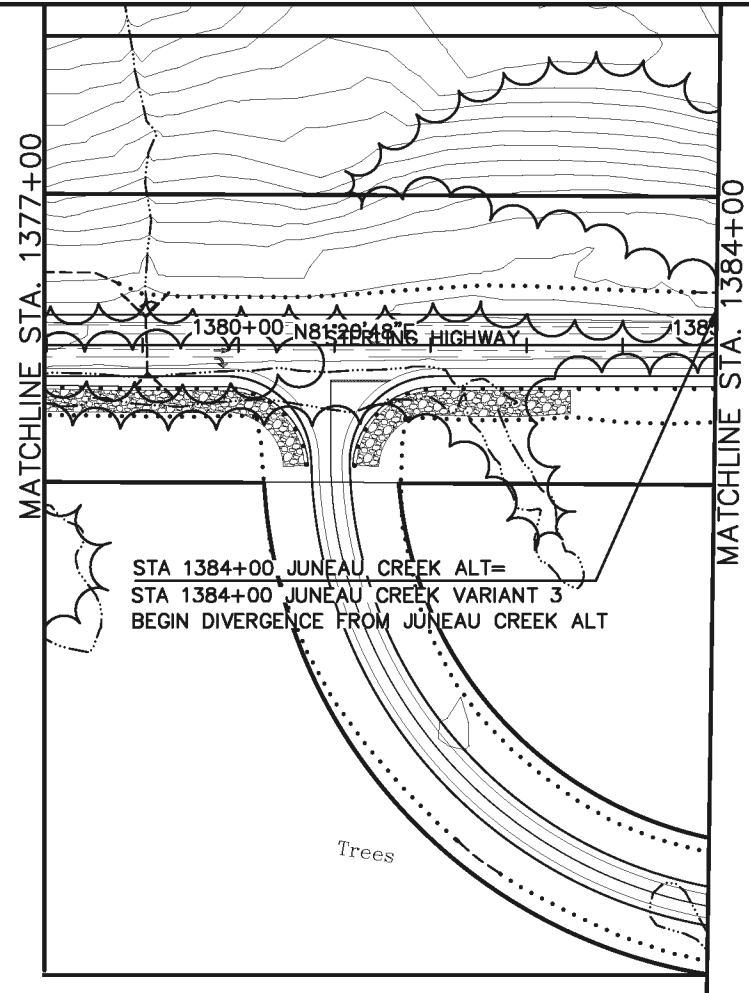 MATCHLINE STA. 1377+00
MATCHLINE STA. 1384+00
1380+00 N81°20'48"E
STERLING HIGHWAY
138
STA 1384+00 JUNEAU CREEK ALT=
STA 1384+00 JUNEAU CREEK VARIANT 3
BEGIN DIVERGENCE FROM JUNEAU CREEK ALT
Trees